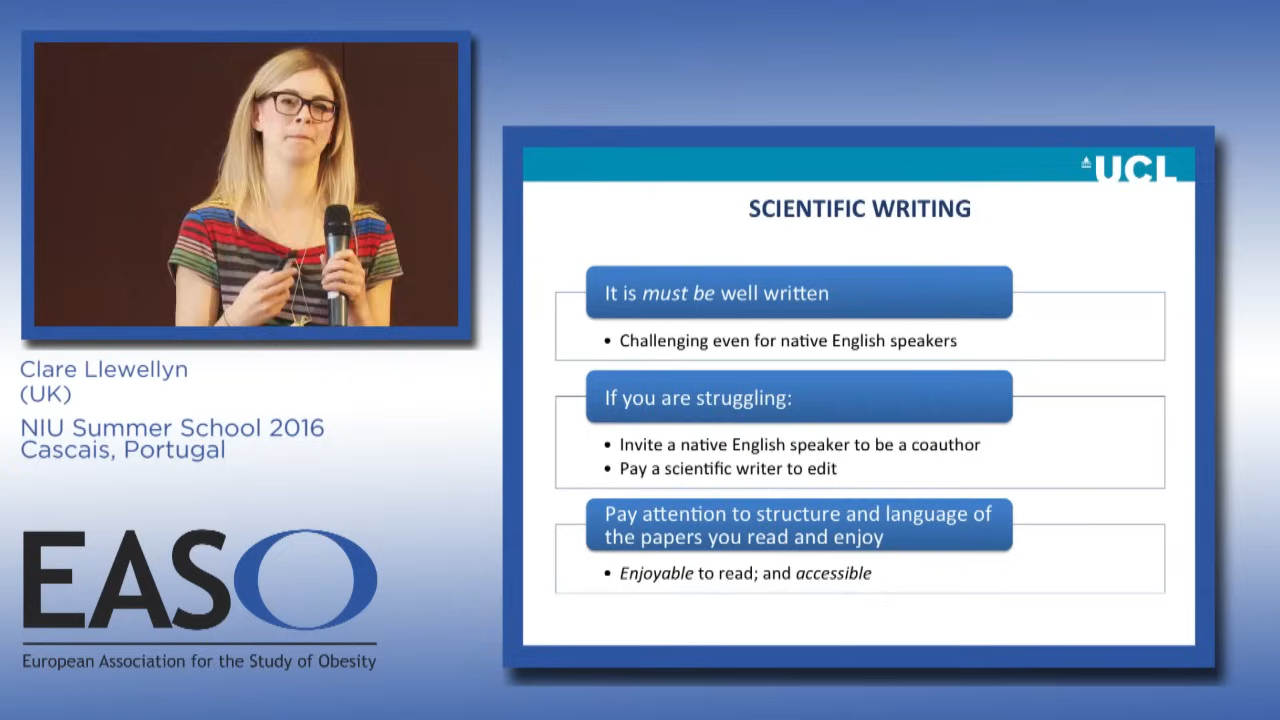 Clare Llewellyn
(UK)
NIU Summer School 2016
Cascais, Portugal
EASO
European Association for the Study of Obesity
UCL
SCIENTIFIC WRITING
It is must be well written
• Challenging even for native English speakers
If you are struggling:
• Invite a native English speaker to be a coauthor
• Pay a scientific writer to edit
Pay attention to structure and language of
the papers you read and enjoy
• Enjoyable to read; and accessible